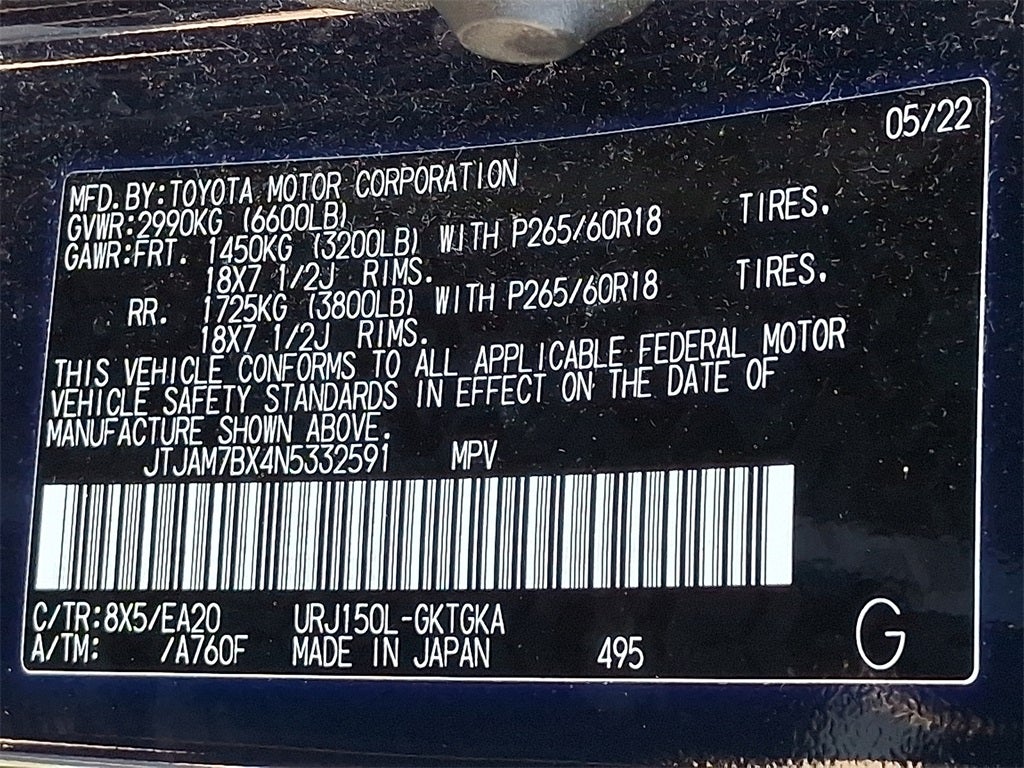 05/22
MFD. BY: TOYOTA MOTOR CORPORATION
GVWR: 2990KG (6600LB)
GAWR: FRT. 1450KG (3200LB) WITH P265/60R18 TIRES.
18X7 1/2J RIMS.
RR. 1725KG (3800LB) WITH P265/60R18 TIRES.
18X7 1/2J RIMS.
THIS VEHICLE CONFORMS TO ALL APPLICABLE FEDERAL MOTOR
VEHICLE SAFETY STANDARDS IN EFFECT ON THE DATE OF
MANUFACTURE SHOWN ABOVE.
JTJAM7BX4N5332591 MPV
C/TR: 8X5/EA20 URJ150L-GKTGKA
A/TM: /A760F MADE IN JAPAN 495 G